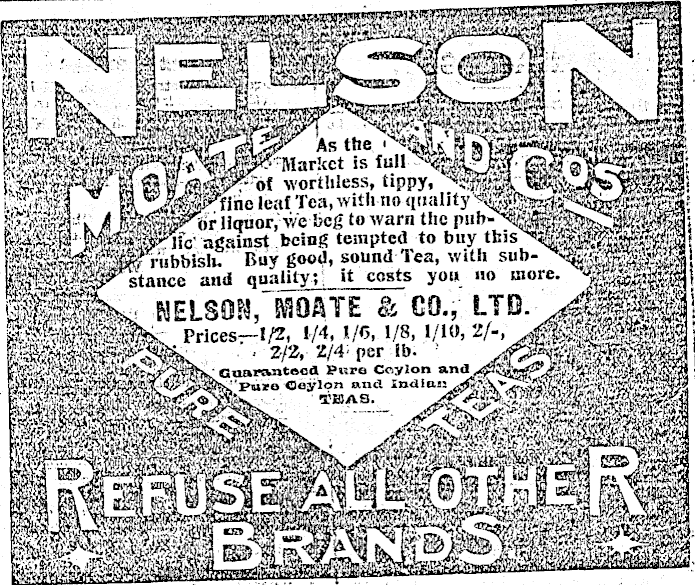 NELSON
MOATE AND COS
As the
Market is full
of worthless, tippy,
fine leaf Tea, with no quality
or liquor, we beg to warn the pub-
lic against being tempted to buy this
rubbish. Buy good, sound Tea, with sub-
stance and quality; it costs you no more.
NELSON, MOATE & CO., LTD.
Prices—1/2, 1/4, 1/6, 1/8, 1/10, 2/-,
2/2, 2/4 per lb.
Guaranteed Pure Ceylon and
Pure Ceylon and Indian
TEAS.
PURE TEAS
REFUSE ALL OTHER
BRANDS.